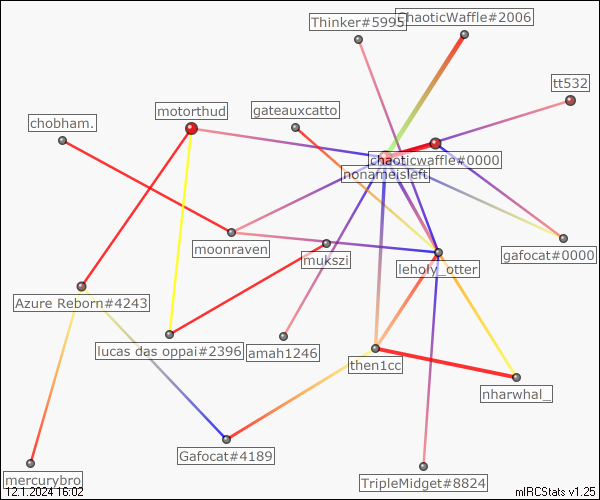 Thinker#5995
ChaoticWaffle#2006
tt532
motorthud
gateauxcatto
chobham.
chaoticwaffle#0000
nonameisleft
moonraven
mukszi
gafocat#0000
leholy_otter
Azure Reborn#4243
lucas das oppai#2396
amah1246
then1cc
nharwhal_
Gafocat#4189
mercurybro
TripleMidget#8824
12.1.2024 16:02
mIRCStats v1.25